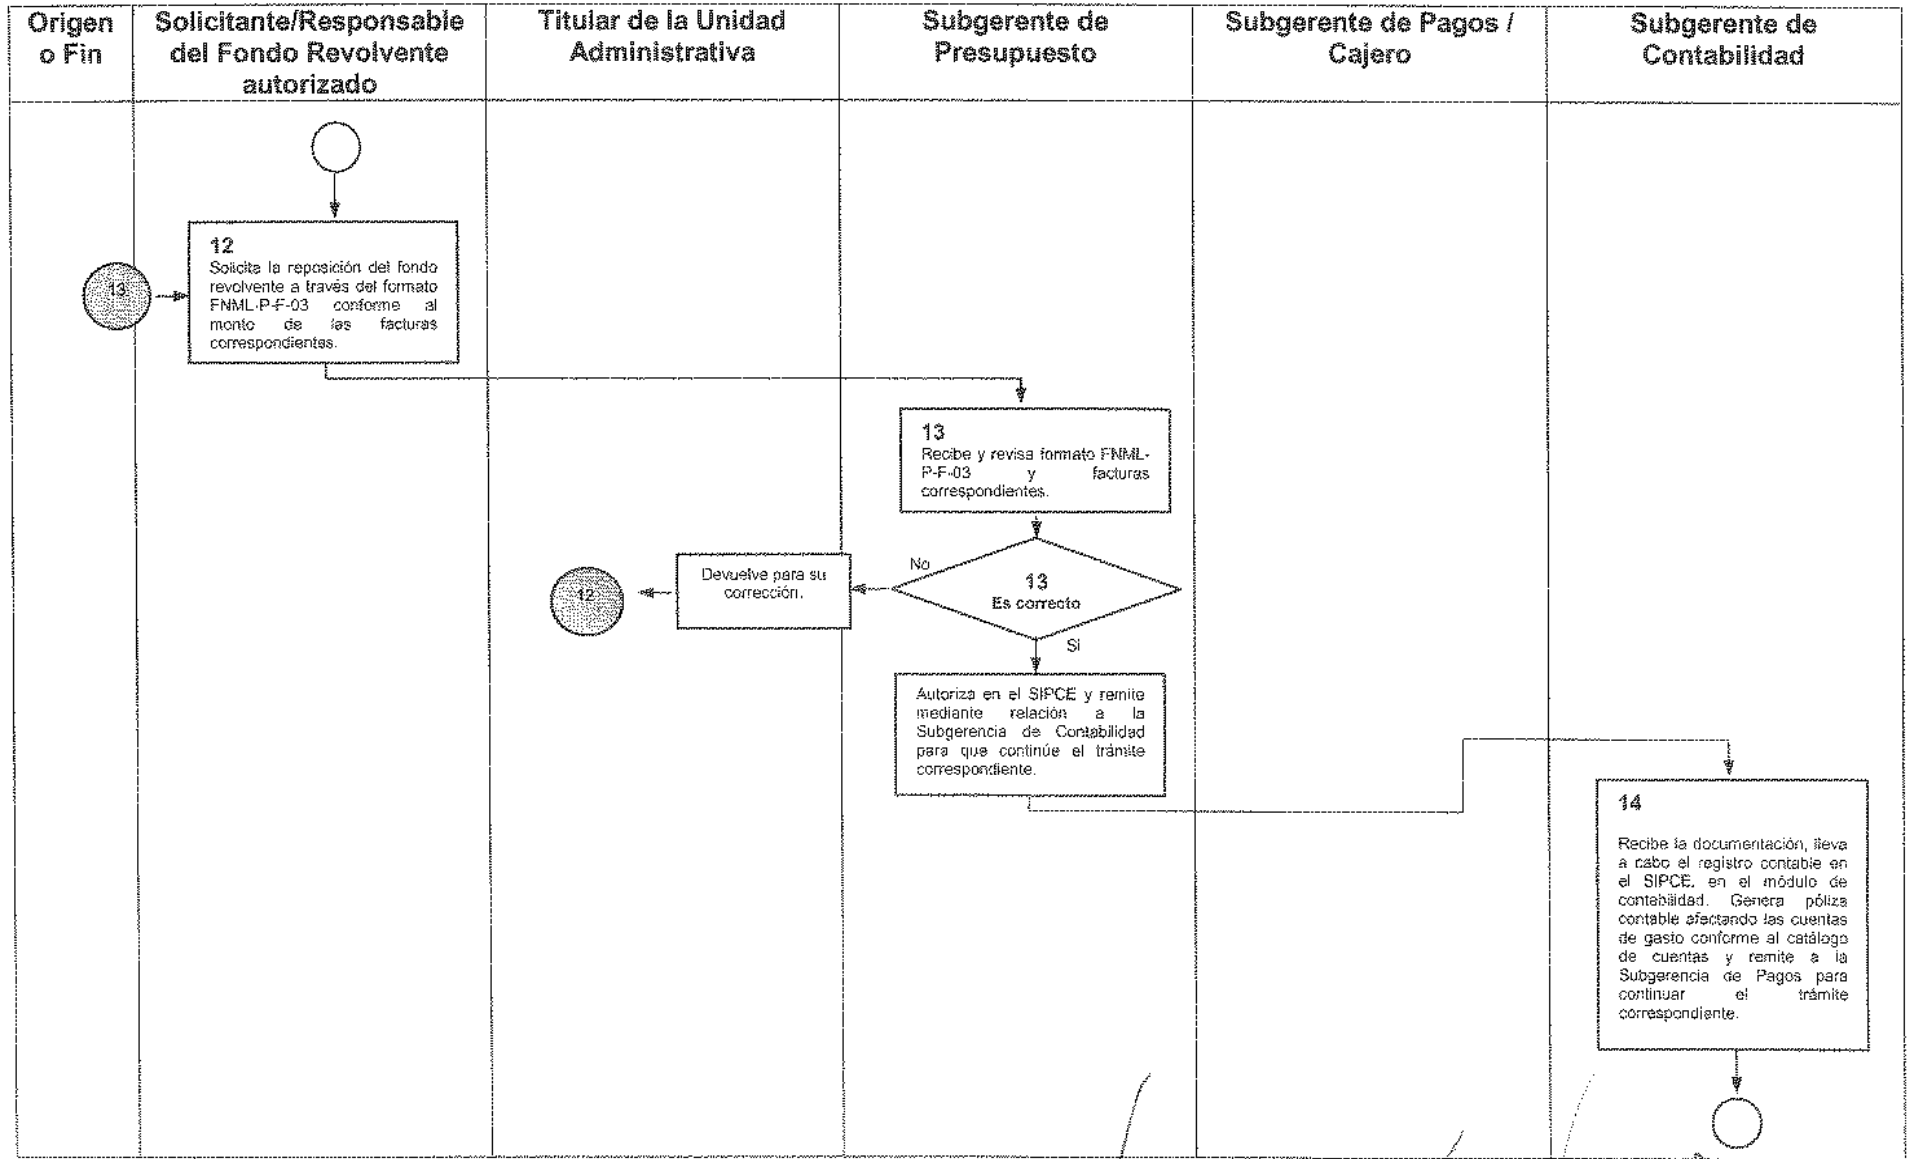 Origen
o Fin
Solicitante/Responsable
del Fondo Revolvente
autorizado
Titular de la Unidad
Administrativa
Subgerente de
Presupuesto
Subgerente de Pagos /
Cajero
Subgerente de
Contabilidad
12
Solicita la reposición del fondo
revolvente a través del formato
FNML-P-F-03 conforme al
monto de las facturas
correspondientes.
13
13
Recibe y revisa formato FNML-
P-F-03 y facturas
correspondientes.
No
Devuelve para su
corrección.
12
13
Es correcto
Si
Autoriza en el SIPCE y remite
mediante relación a la
Subgerencia de Contabilidad
para que continúe el trámite
correspondiente.
14
Recibe la documentación, lleva
a cabo el registro contable en
el SIPCE, en el módulo de
contabilidad. Genera póliza
contable afectando las cuentas
de gasto conforme al catálogo
de cuentas y remite a la
Subgerencia de Pagos para
continuar el trámite
correspondiente.